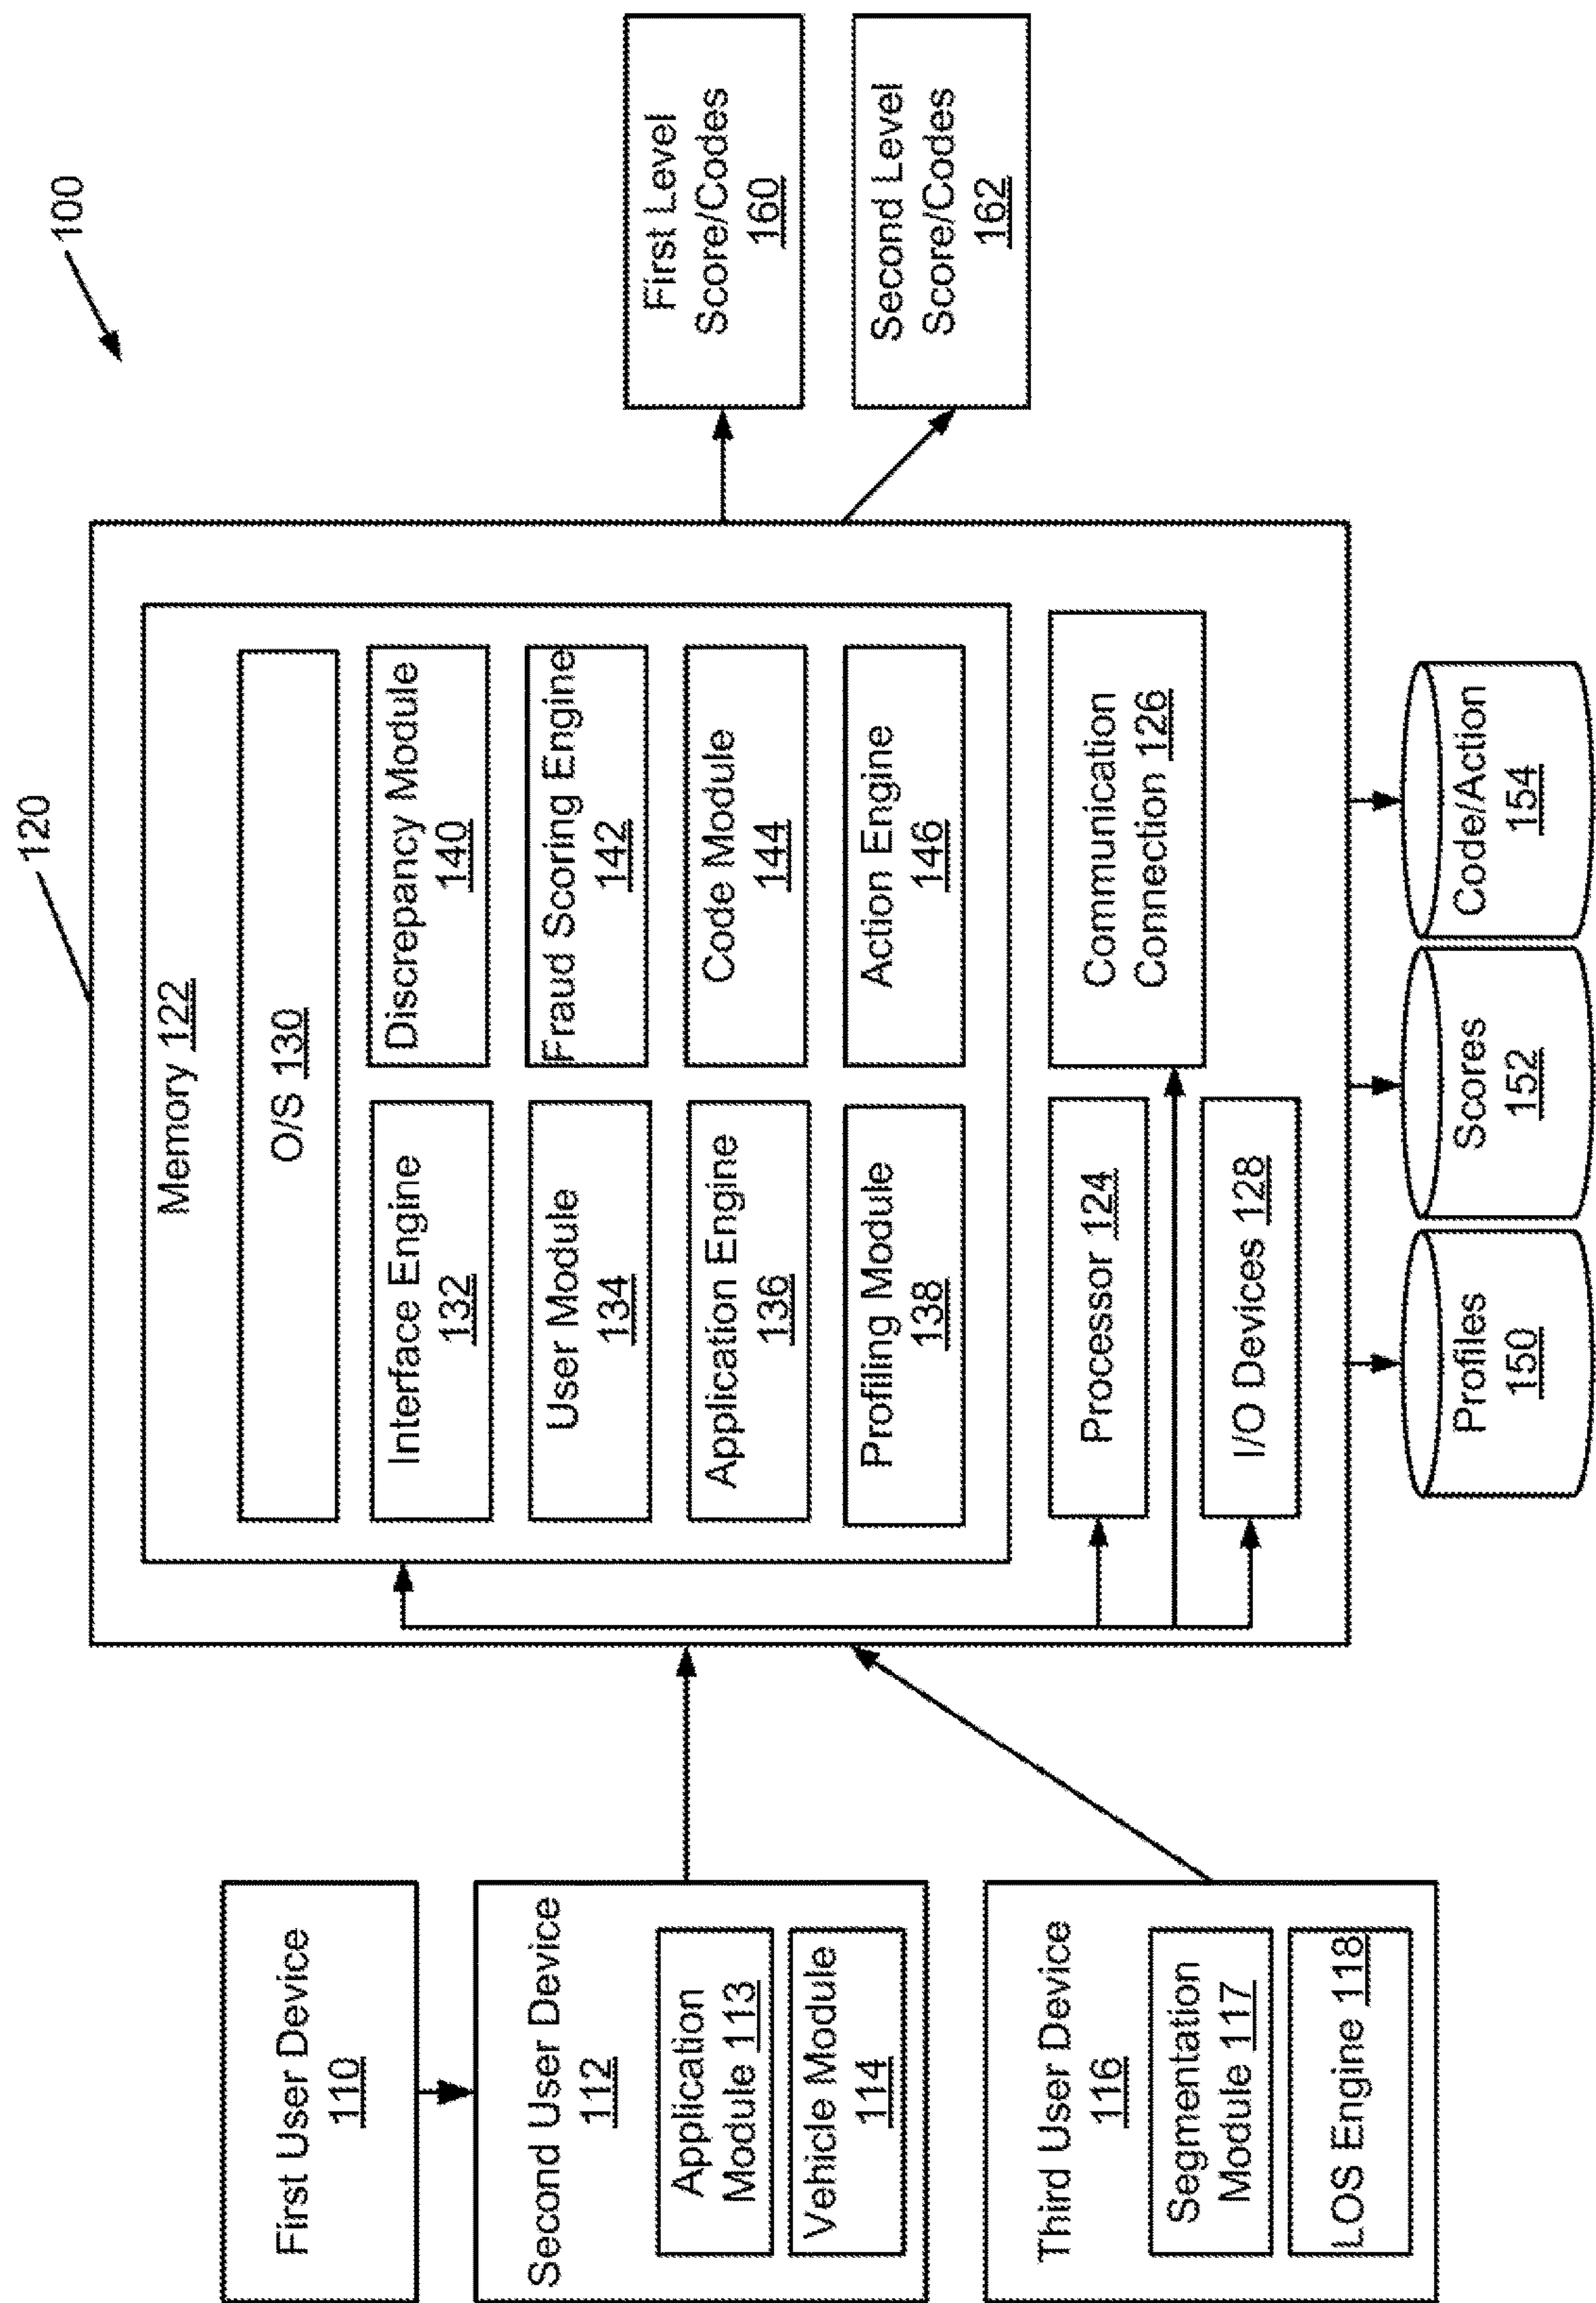 100
120
First User Device
110
Second User Device
112
Application
Module 113
Vehicle Module
114
Third User Device
116
Segmentation
Module 117
LOS Engine 118
Memory 122
O/S 130
Interface Engine
132
Discrepancy Module
140
User Module
134
Fraud Scoring Engine
142
Application Engine
136
Code Module
144
Profiling Module
138
Action Engine
146
Processor 124
Communication
Connection 126
I/O Devices 128
First Level
Score/Codes
160
Second Level
Score/Codes
162
Profiles
150
Scores
152
Code/Action
154